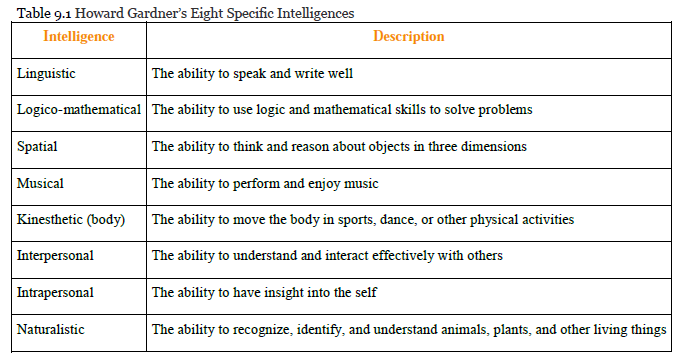 Table 9.1 Howard Gardner's Eight Specific Intelligences
Intelligence Description
Linguistic The ability to speak and write well
Logico-mathematical The ability to use logic and mathematical skills to solve problems
Spatial The ability to think and reason about objects in three dimensions
Musical The ability to perform and enjoy music
Kinesthetic (body) The ability to move the body in sports, dance, or other physical activities
Interpersonal The ability to understand and interact effectively with others
Intrapersonal The ability to have insight into the self
Naturalistic The ability to recognize, identify, and understand animals, plants, and other living things